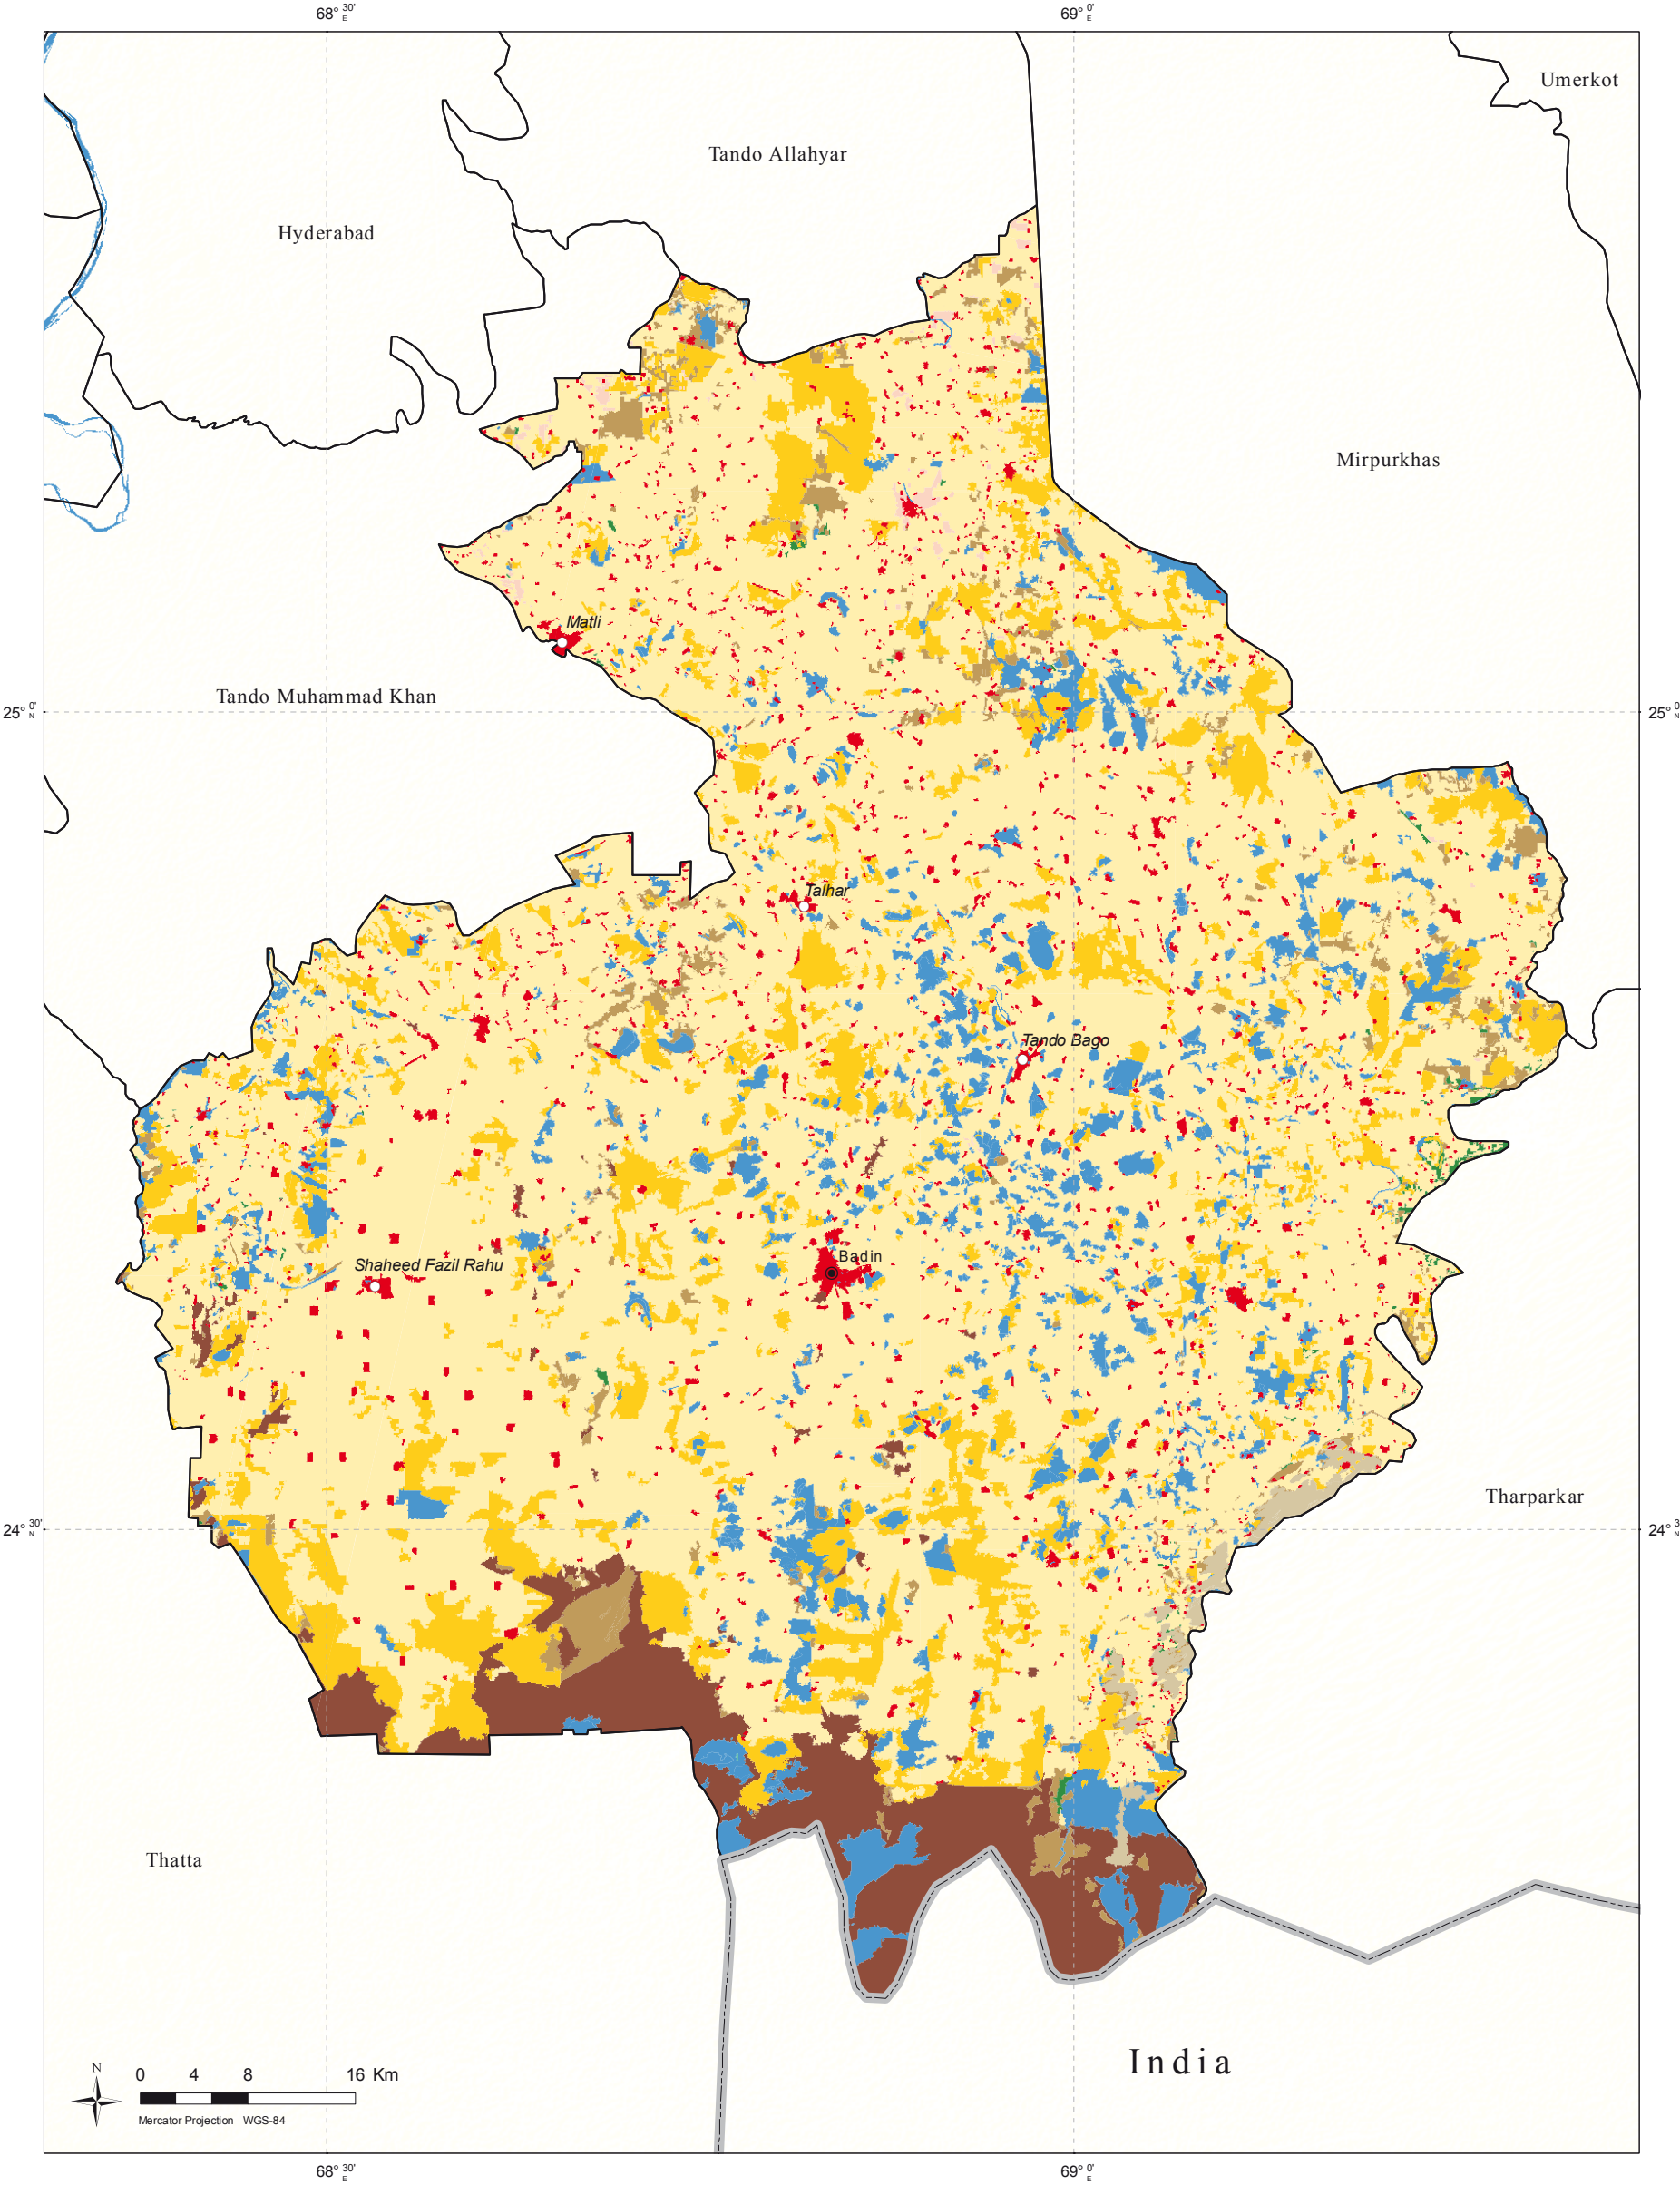 68° 30' E
69° 0' E
Umerkot
Tando Allahyar
Hyderabad
Mirpurkhas
Matli
Tando Muhammad Khan
25° 0' N
25° 0 N
Talhar
Tando Bago
Badin
Shaheed Fazil Rahu
Tharparkar
24° 30' N
24° 3 N
Thatta
India
N
0 4 8 16 Km
Mercator Projection WGS-84
68° 30' E
69° 0' E